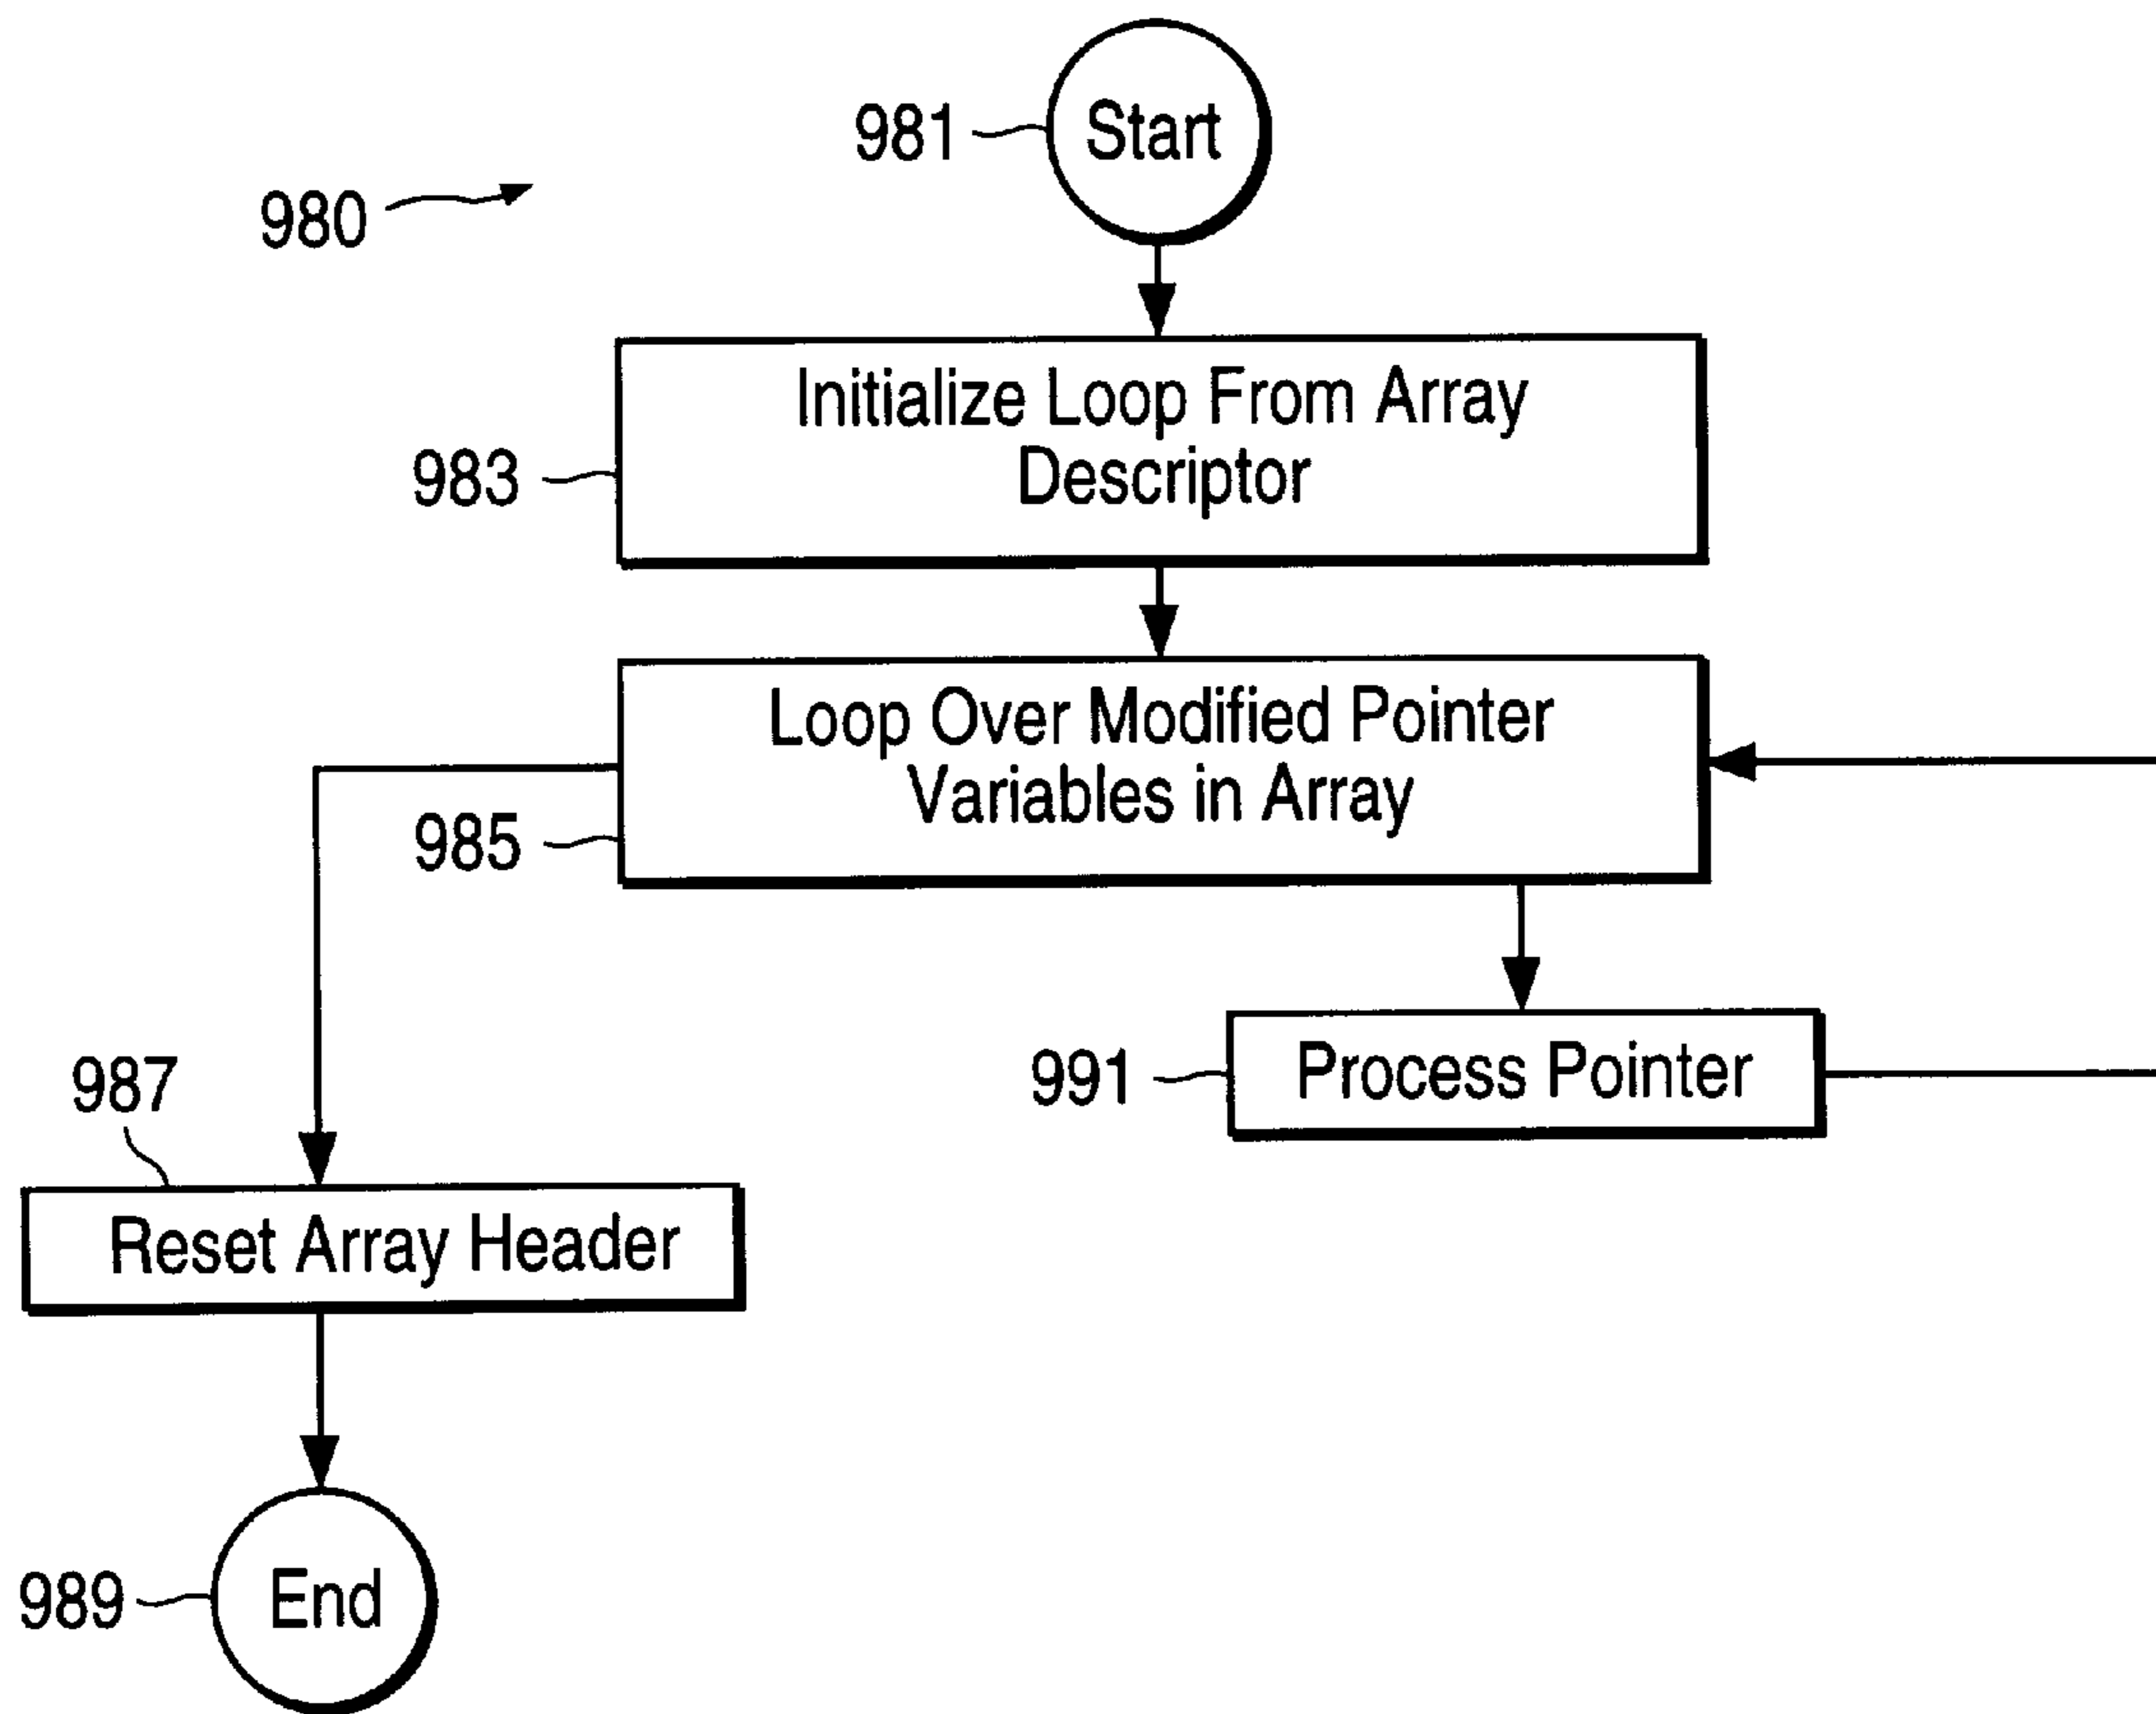 981
Start
980
Initialize Loop From Array
Descriptor
983
Loop Over Modified Pointer
Variables in Array
985
991
Process Pointer
987
Reset Array Header
989
End